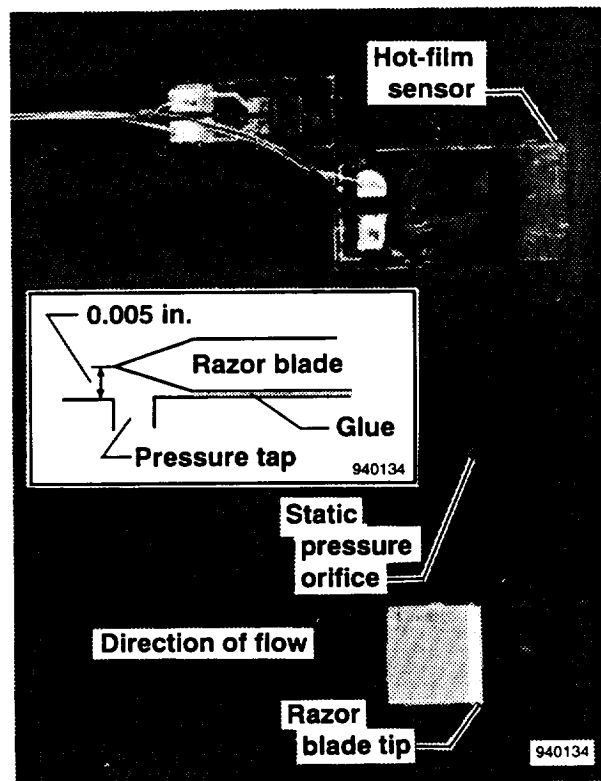 Hot-film
sensor
0.005 in.
Razor blade
Glue
Pressure tap
940134
Static
pressure
orifice
Direction of flow
Razor
blade tip
940134